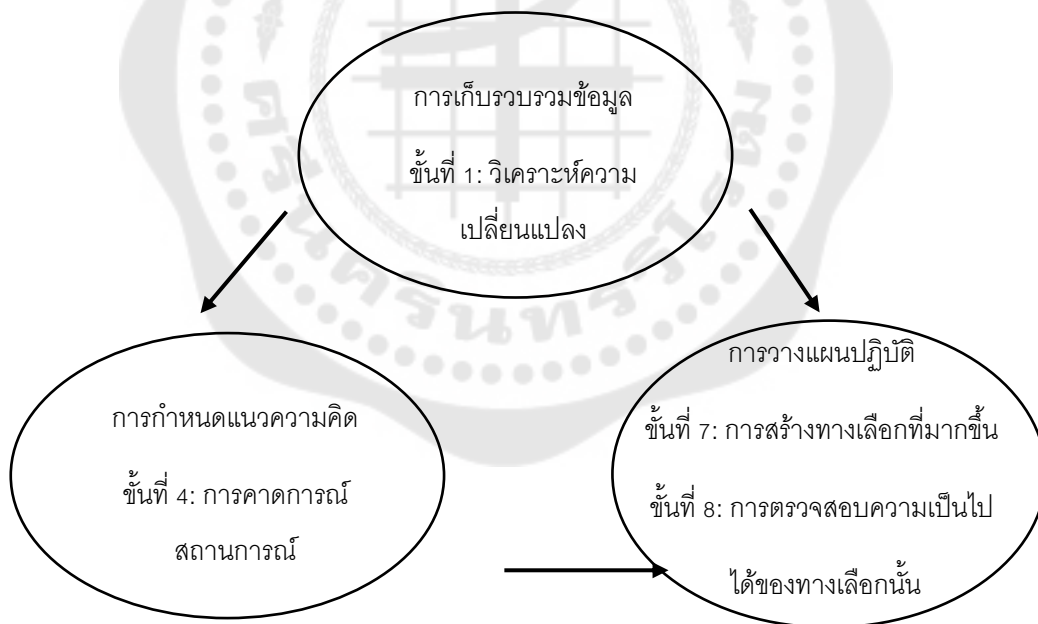 การเก็บรวบรวมข้อมูล
ขั้นที่ 1: วิเคราะห์ความ
เปลี่ยนแปลง
การกำหนดแนวความคิด
ขั้นที่ 4: การคาดการณ์
สถานการณ์
การวางแผนปฏิบัติ
ขั้นที่ 7: การสร้างทางเลือกที่มากขึ้น
ขั้นที่ 8: การตรวจสอบความเป็นไป
ได้ของทางเลือกนั้น